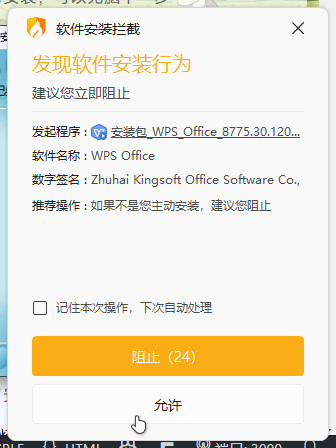 软件安装拦截
发现软件安装行为
建议您立即阻止
发起程序：安装包_WPS_Office_8775.30.120...
软件名称：WPS Office
数字签名：Zhuhai Kingsoft Office Software Co.,
推荐操作：如果不是您主动安装，建议您阻止
记住本次操作，下次自动处理
阻止（24）
允许
HTML 端口: 3000